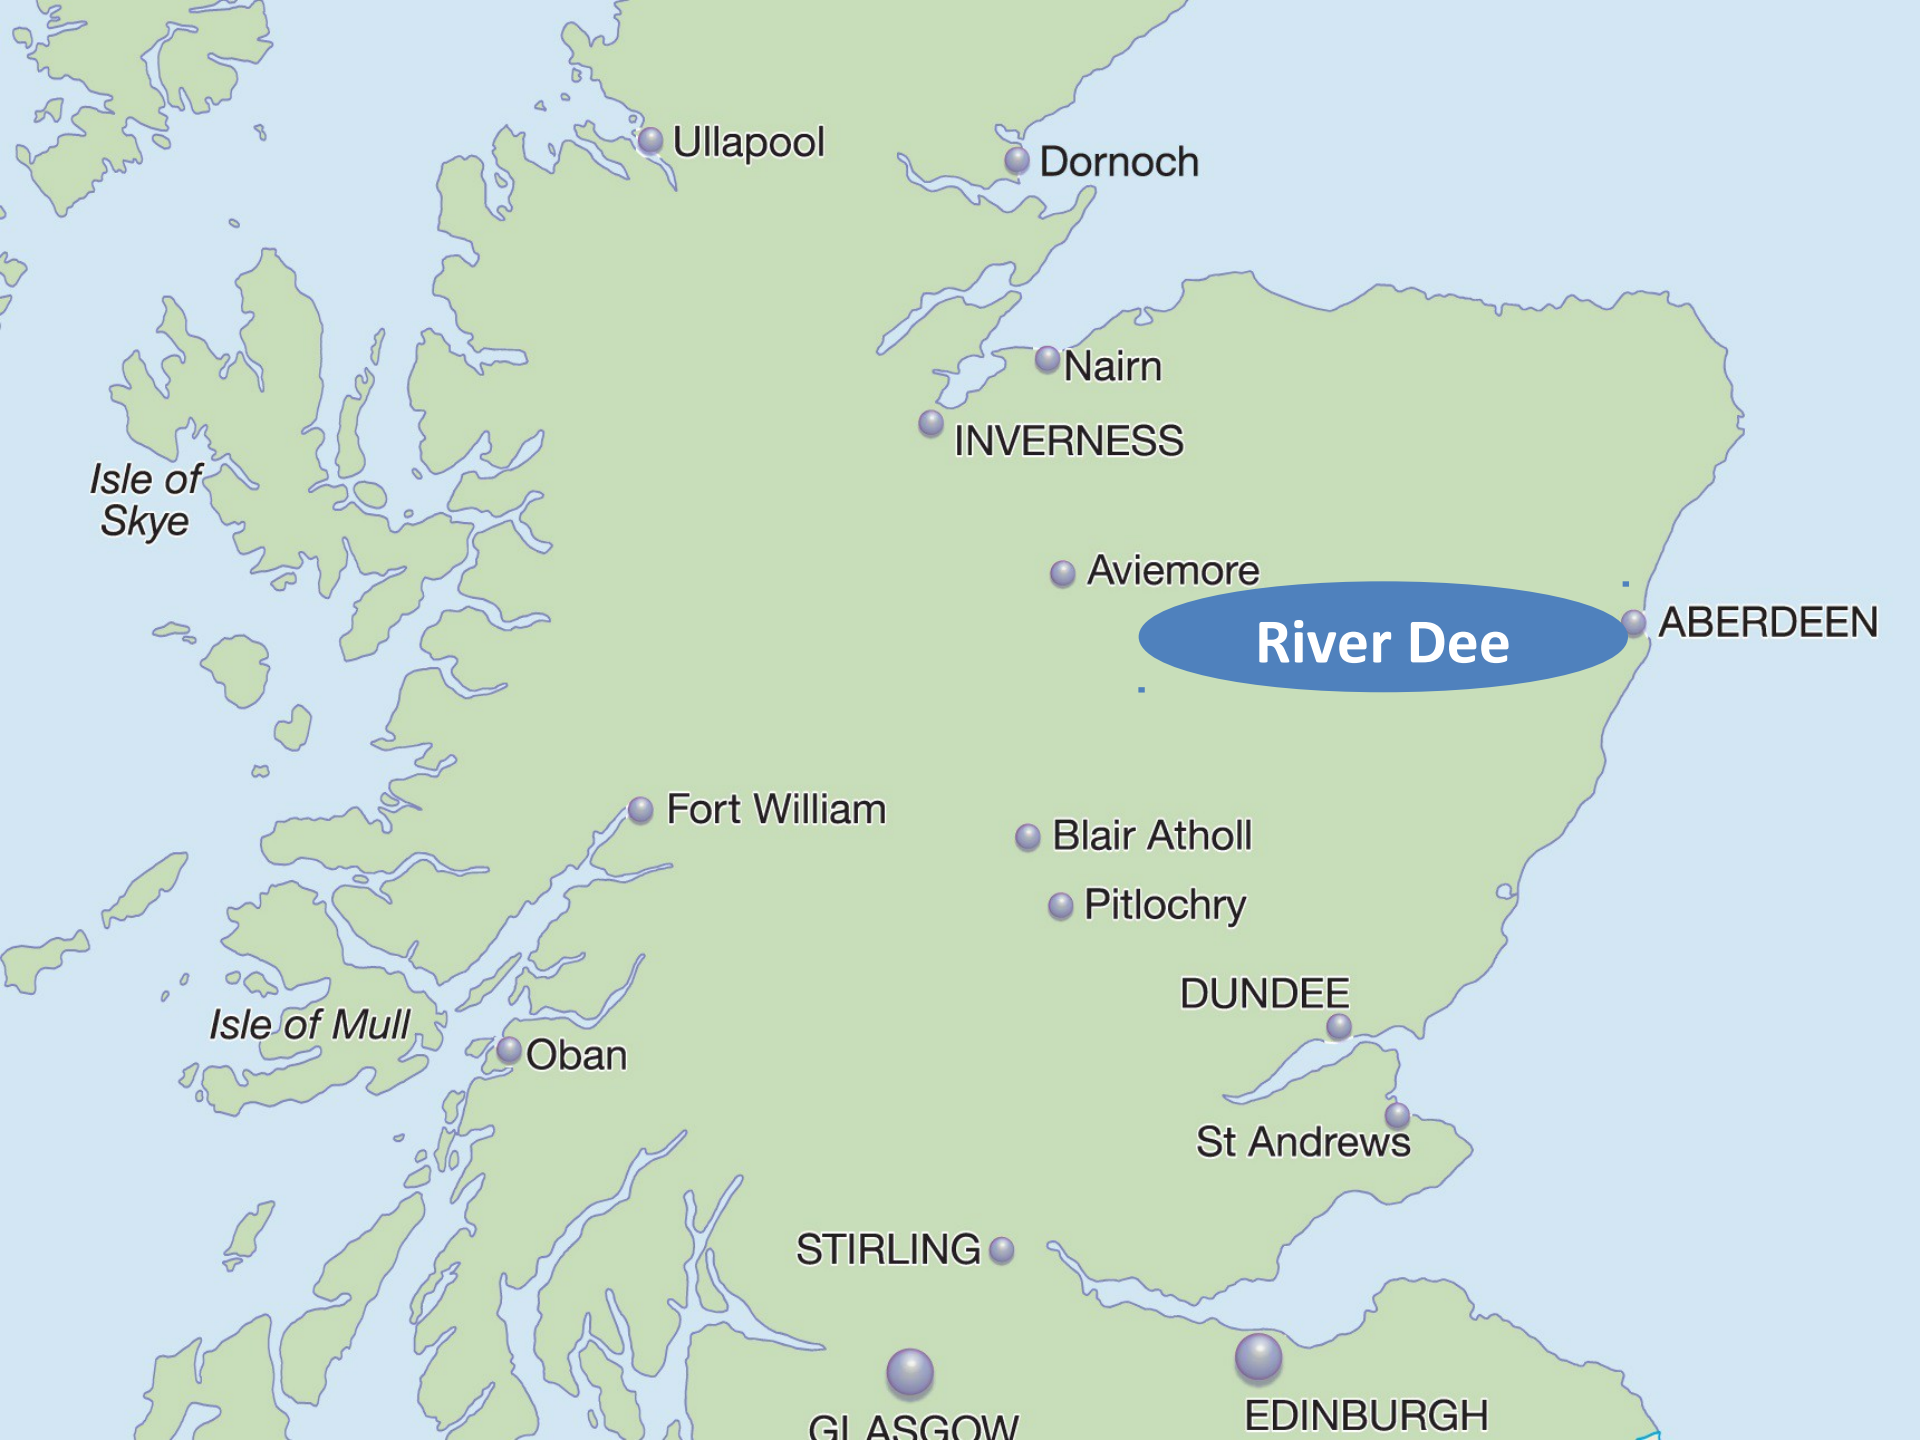 Ullapool
Dornoch
Nairn
INVERNESS
Isle of
Skye
Aviemore
River Dee
ABERDEEN
Fort William
Blair Atholl
Pitlochry
DUNDEE
Isle of Mull
Oban
St Andrews
STIRLING
EDINBURGH
GLASGOW